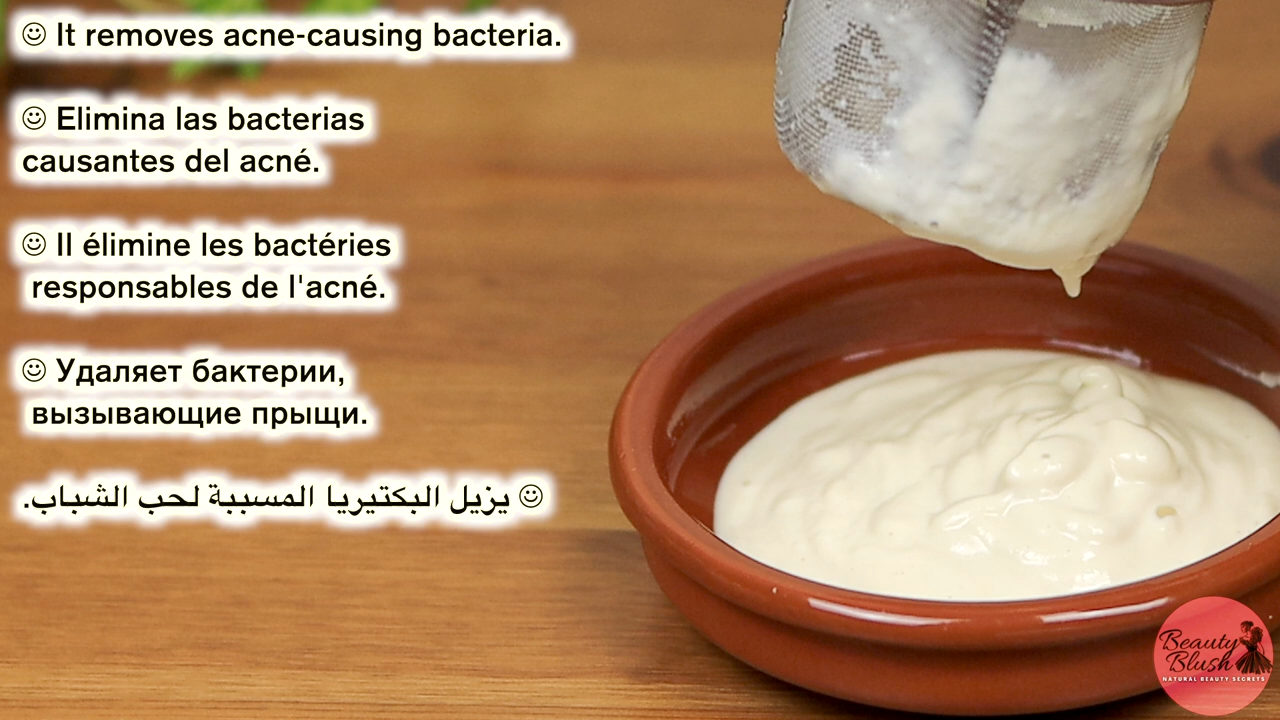 ☺ It removes acne-causing bacteria.
☺ Elimina las bacterias
causantes del acné.
☺ Il élimine les bactéries
responsables de l'acné.
☺ Удаляет бактерии,
вызывающие прыщи.
☺ يزيل البكتيريا المسببة لحب الشباب.
Beauty
Blush
NATURAL BEAUTY SECRETS